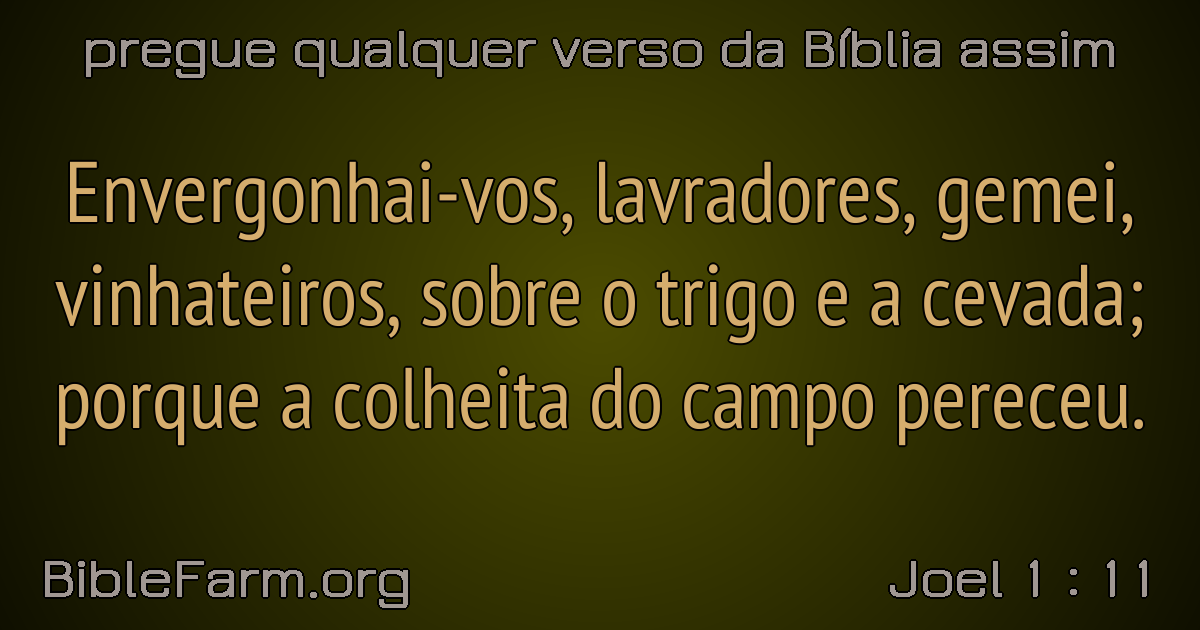 pregue qualquer verso da Bíblia assim
Envergonhai-vos, lavradores, gemei,
vinhateiros, sobre o trigo e a cevada;
porque a colheita do campo pereceu.
BibleFarm.org
Joel 1 : 11